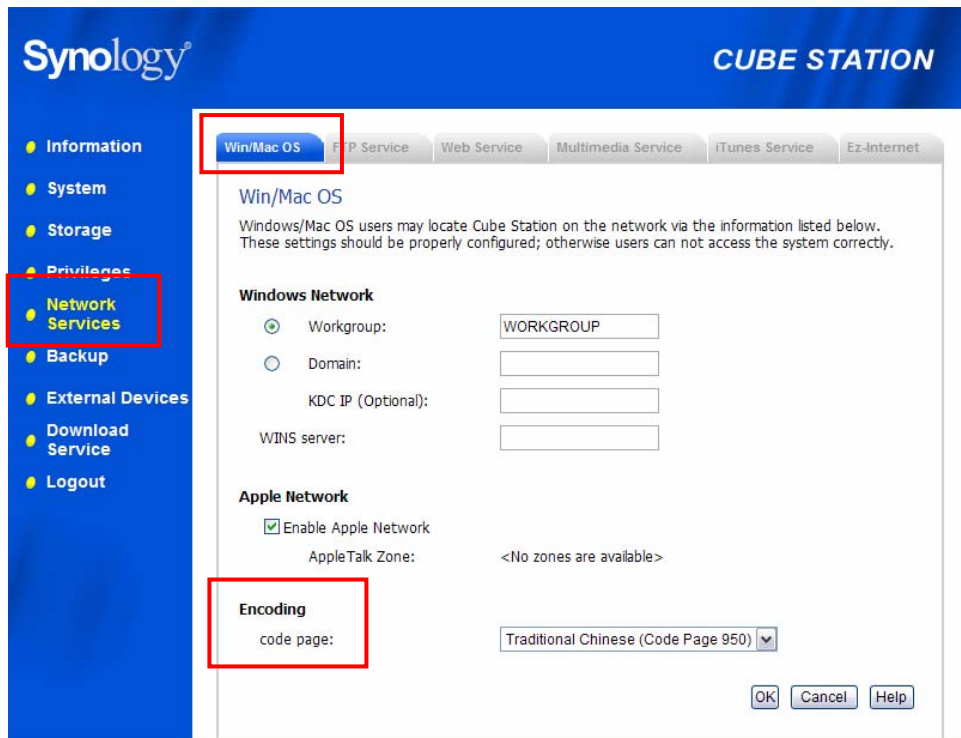 Synology®
CUBE STATION
Information
System
Storage
Privileges
Network
Services
Backup
External Devices
Download
Service
Logout
Win/Mac OS
FTP Service
Web Service
Multimedia Service
iTunes Service
Ez-Internet
Win/Mac OS
Windows/Mac OS users may locate Cube Station on the network via the information listed below.
These settings should be properly configured; otherwise users can not access the system correctly.
Windows Network
Workgroup: WORKGROUP
Domain:
KDC IP (Optional):
WINS server:
Apple Network
Enable Apple Network
AppleTalk Zone: <No zones are available>
Encoding
code page: Traditional Chinese (Code Page 950)
OK Cancel Help